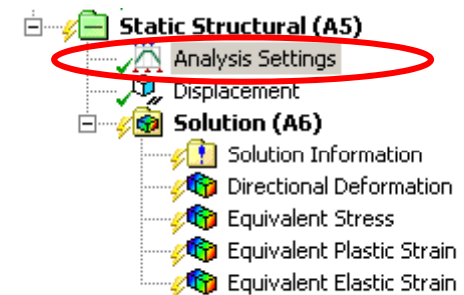 Static Structural (A5)
Analysis Settings
Displacement
Solution (A6)
Solution Information
Directional Deformation
Equivalent Stress
Equivalent Plastic Strain
Equivalent Elastic Strain